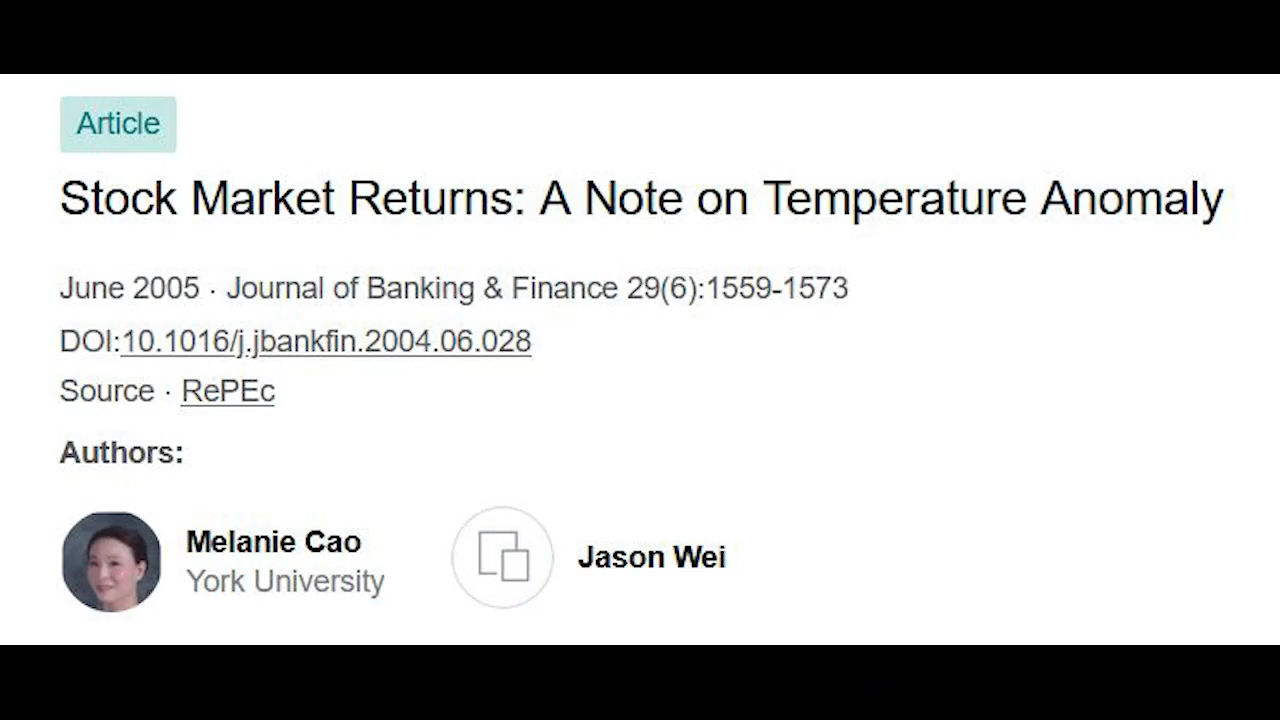 Article
Stock Market Returns: A Note on Temperature Anomaly
June 2005 · Journal of Banking & Finance 29(6):1559-1573
DOI:10.1016/j.jbankfin.2004.06.028
Source · RePEc
Authors:
Melanie Cao
York University
Jason Wei